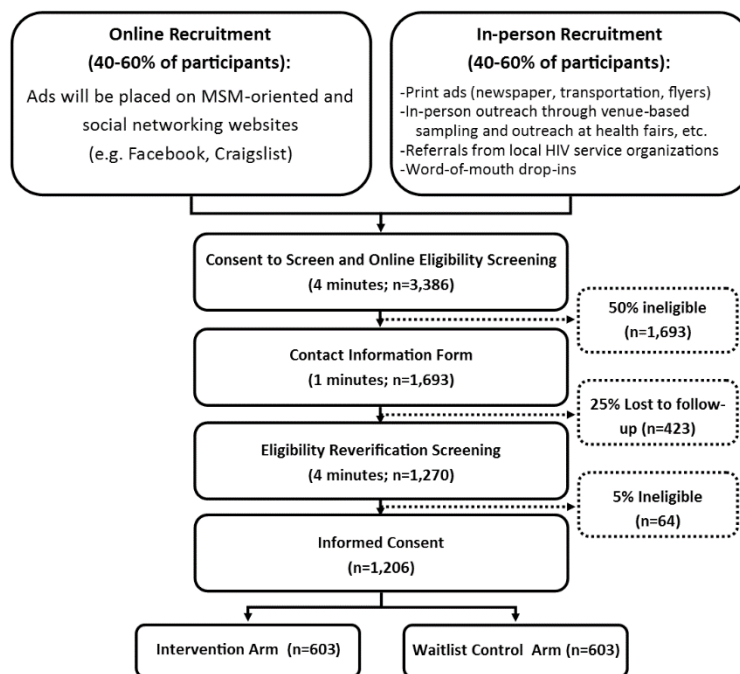 Online Recruitment
(40-60% of participants):
Ads will be placed on MSM-oriented and
social networking websites
(e.g. Facebook, Craigslist)
In-person Recruitment
(40-60% of participants):
-Print ads (newspaper, transportation, flyers)
-In-person outreach through venue-based
sampling and outreach at health fairs, etc.
-Referrals from local HIV service organizations
-Word-of-mouth drop-ins
Consent to Screen and Online Eligibility Screening
(4 minutes; n=3,386)
50% ineligible
(n=1,693)
Contact Information Form
(1 minutes; n=1,693)
25% Lost to follow-
up (n=423)
Eligibility Reverification Screening
(4 minutes; n=1,270)
5% Ineligible
(n=64)
Informed Consent
(n=1,206)
Intervention Arm (n=603)
Waitlist Control Arm (n=603)